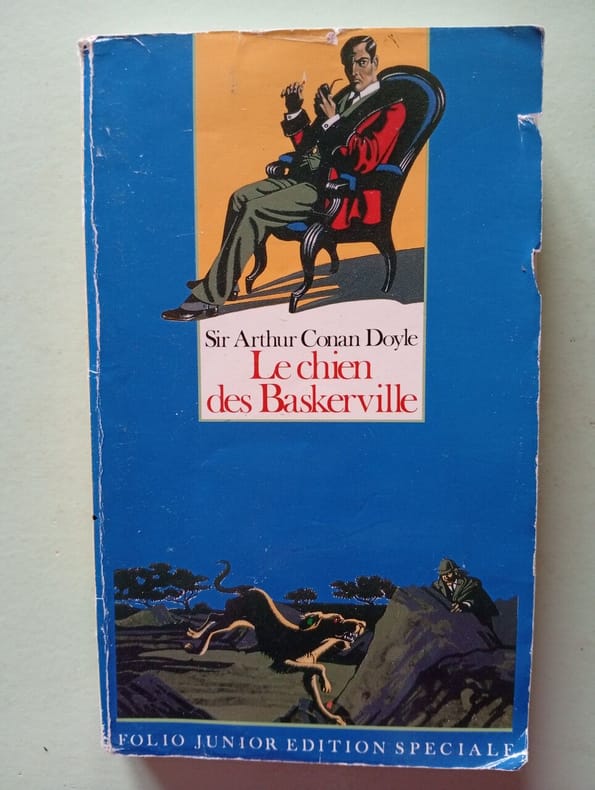 Sir Arthur Conan Doyle
Le chien
des Baskerville
FOLIO JUNIOR EDITION SPECIALE